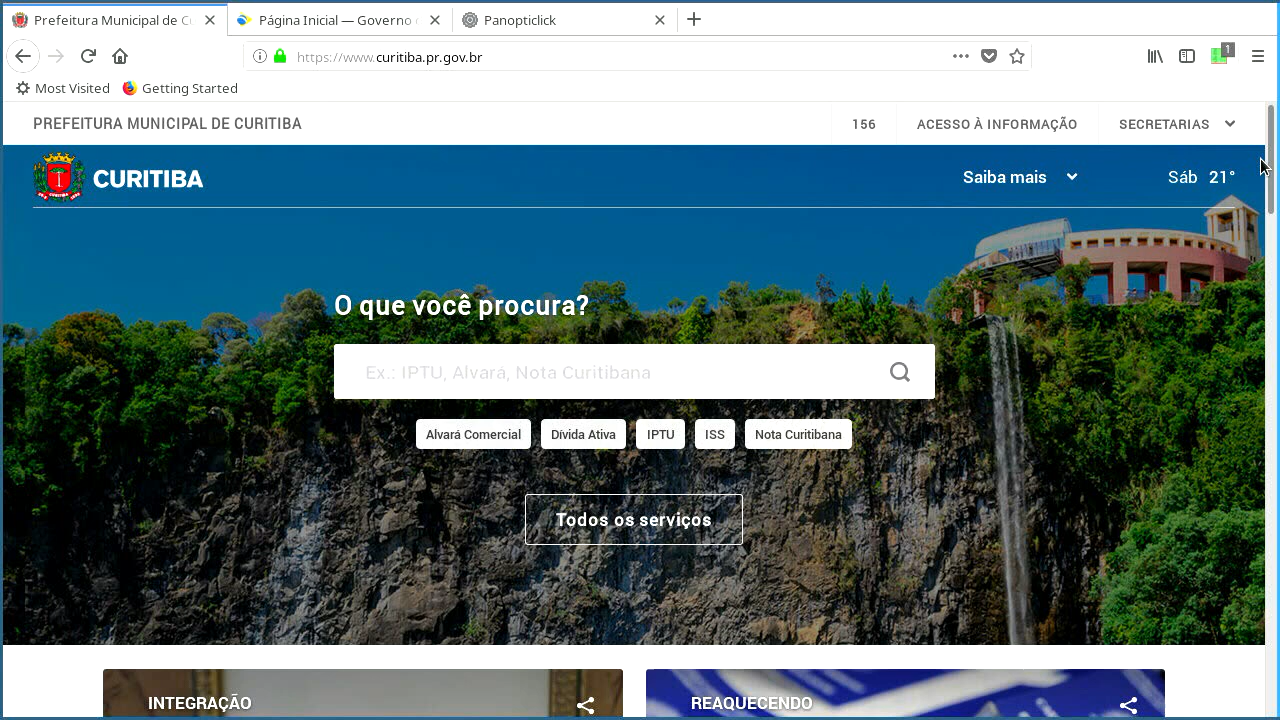 Prefeitura Municipal de C
Página Inicial — Governo
Panopticlick
1
https://www.curitiba.pr.gov.br
Most Visited
Getting Started
PREFEITURA MUNICIPAL DE CURITIBA
156
ACESSO À INFORMAÇÃO
SECRETARIAS
CURITIBA
Saiba mais
Sáb 21°
O que você procura?
Ex.: IPTU, Alvará, Nota Curitibana
Alvará Comercial
Dívida Ativa
IPTU
ISS
Nota Curitibana
Todos os serviços
INTEGRAÇÃO
REAQUECENDO